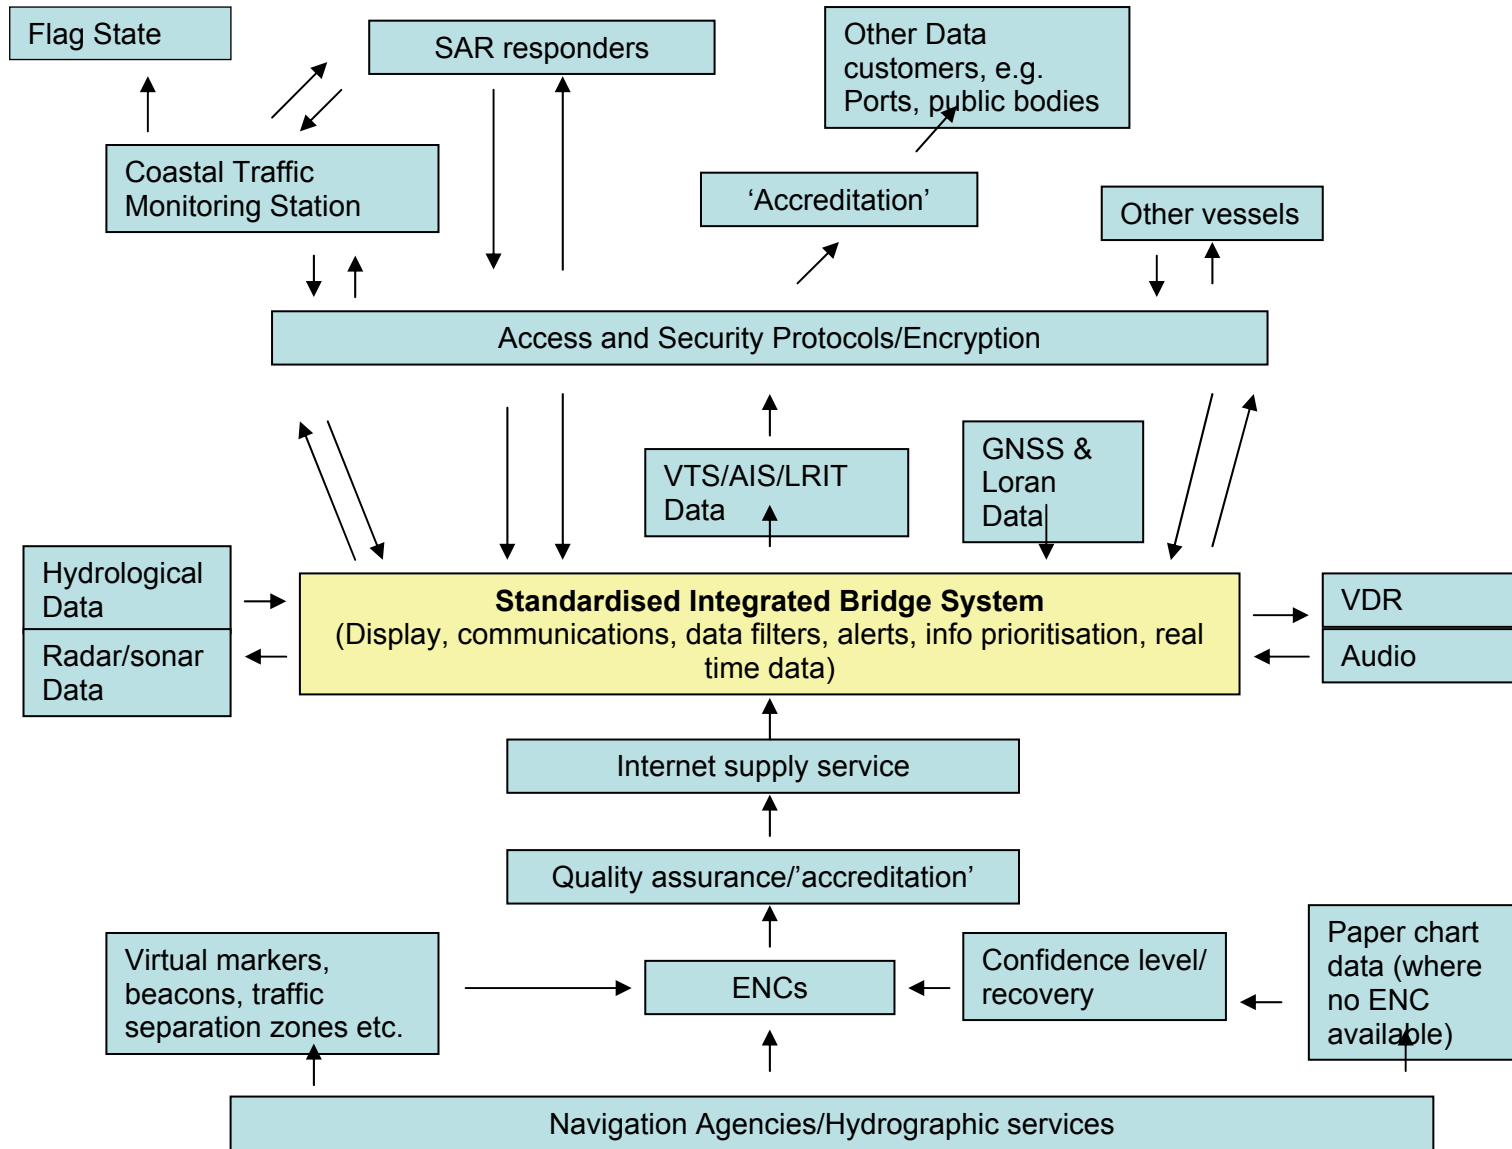 Flag State
SAR responders
Other Data
customers, e.g.
Ports, public bodies
Coastal Traffic
Monitoring Station
‘Accreditation’
Other vessels
Access and Security Protocols/Encryption
VTS/AIS/LRIT
Data
GNSS &
Loran
Data
Hydrological
Data
Radar/sonar
Data
Standardised Integrated Bridge System
(Display, communications, data filters, alerts, info prioritisation, real
time data)
VDR
Audio
Internet supply service
Quality assurance/’accreditation’
Virtual markers,
beacons, traffic
separation zones etc.
ENCs
Confidence level/
recovery
Paper chart
data (where
no ENC
available)
Navigation Agencies/Hydrographic services